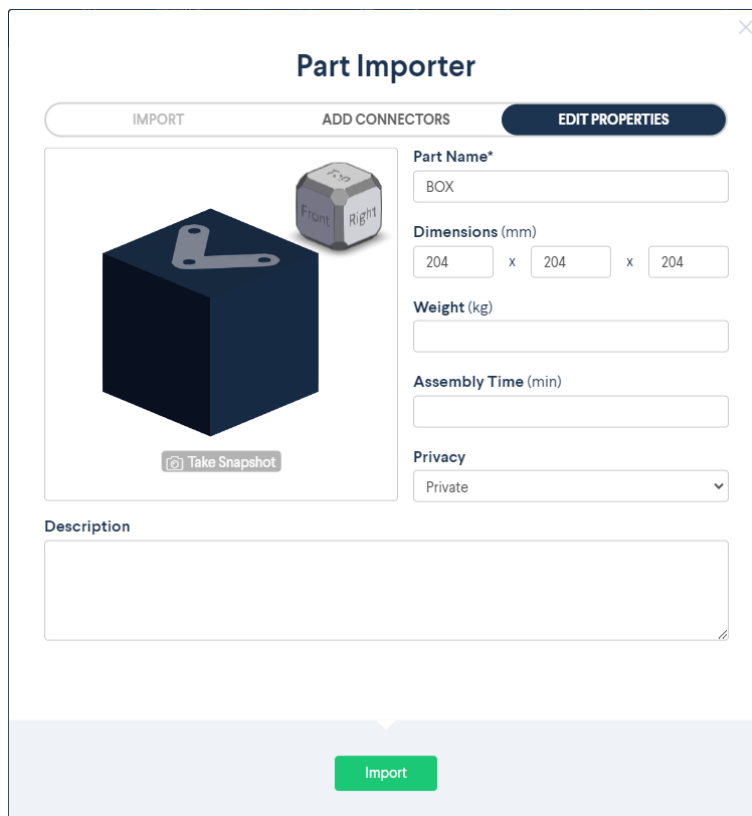 Part Importer
IMPORT ADD CONNECTORS EDIT PROPERTIES
Top
Front Right
Take Snapshot
Part Name*
BOX
Dimensions (mm)
204 x 204 x 204
Weight (kg)
Assembly Time (min)
Privacy
Private
Description
Import